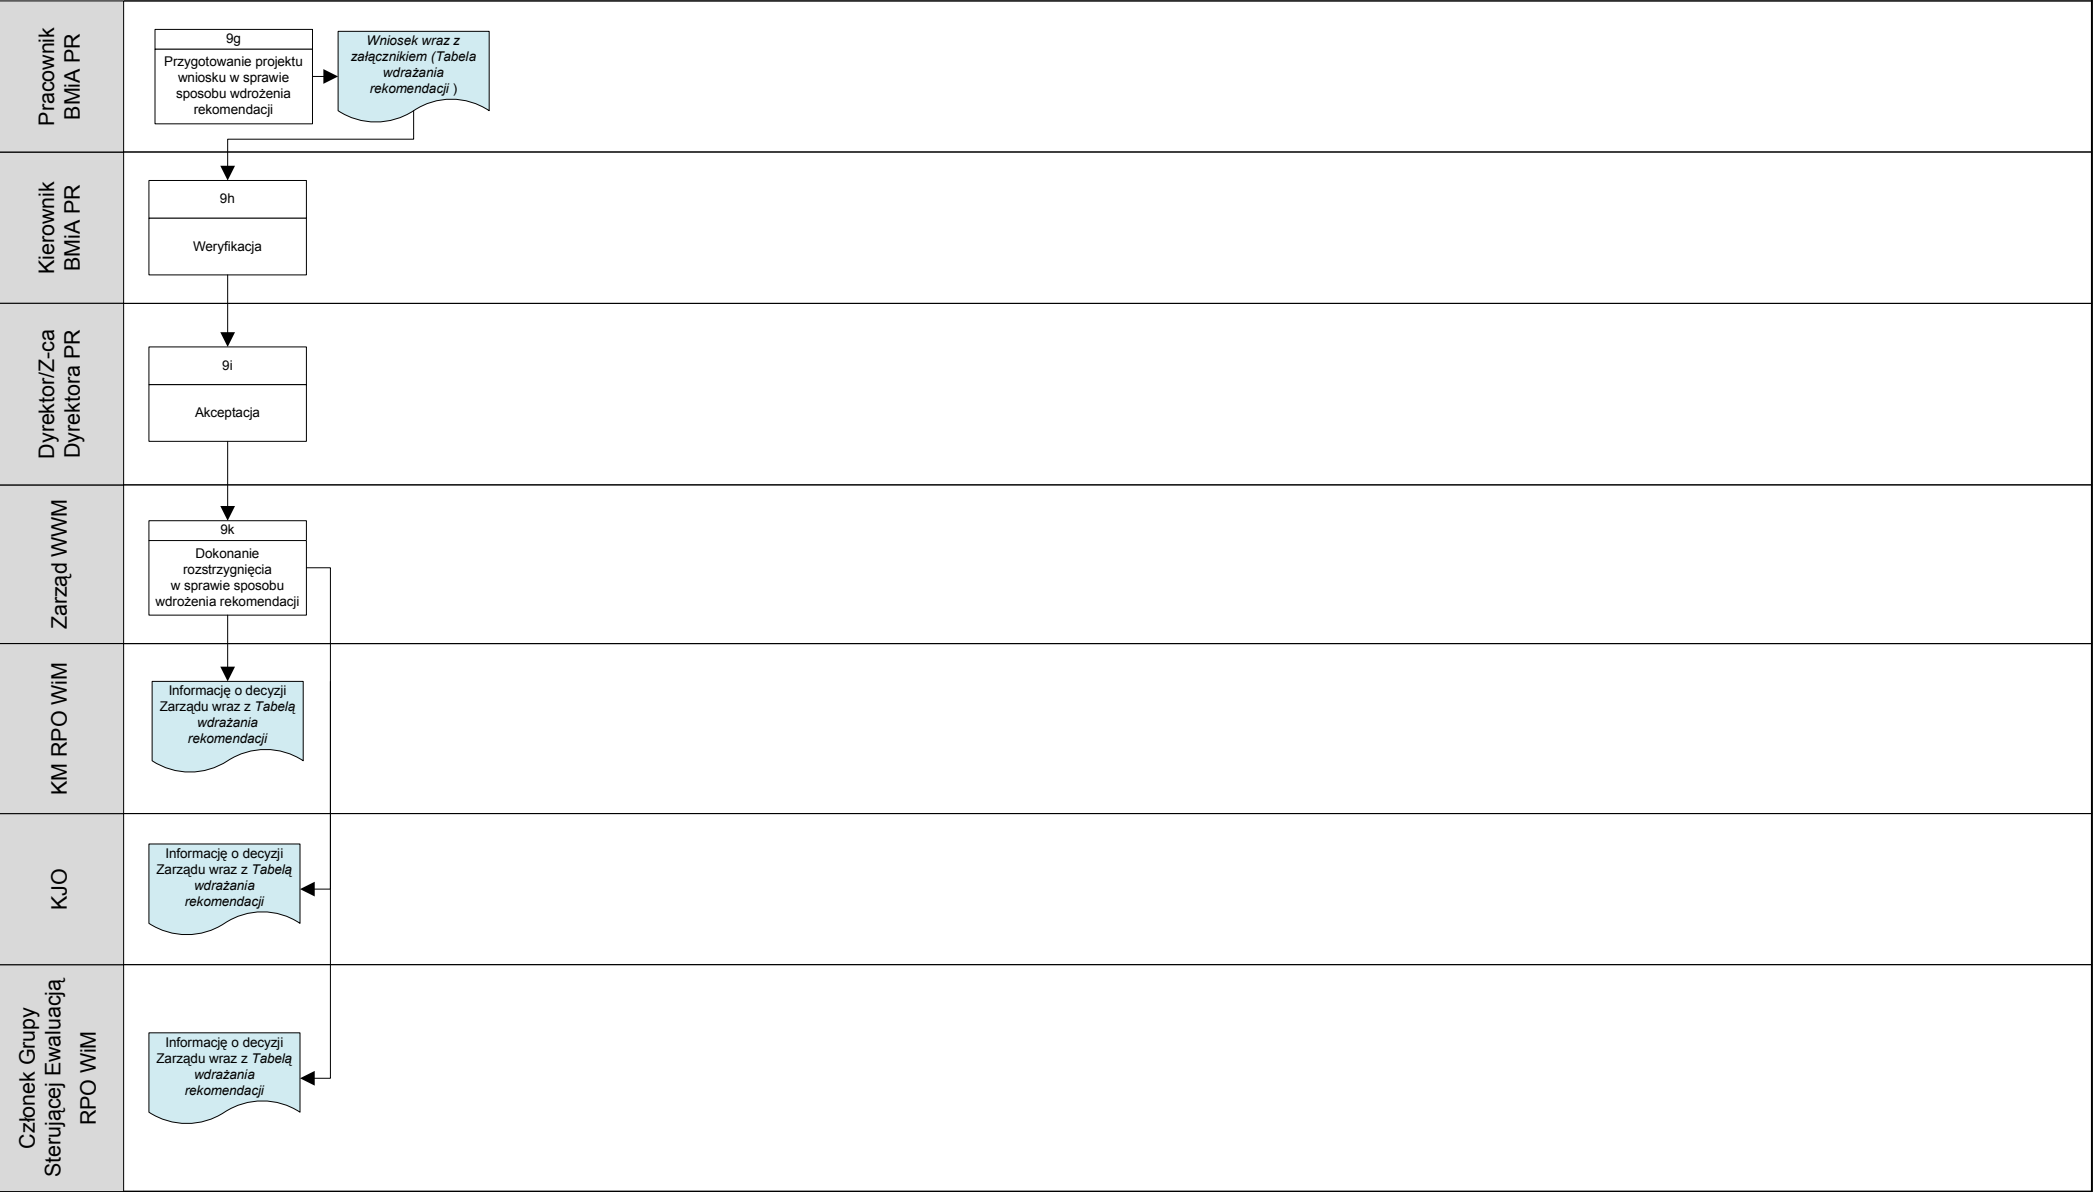 Pracownik
BMiA PR
9g
Przygotowanie projektu
wniosku w sprawie
sposobu wdrożenia
rekomendacji
Wniosek wraz z
załącznikiem (Tabela
wdrażania
rekomendacji )
Kierownik
BMiA PR
9h
Weryfikacja
Dyrektor/Z-ca
Dyrektora PR
9i
Akceptacja
Zarząd WWM
9k
Dokonanie
rozstrzygnięcia
w sprawie sposobu
wdrożenia rekomendacji
KM RPO WiM
Informację o decyzji
Zarządu wraz z Tabelą
wdrażania
rekomendacji
KJO
Informację o decyzji
Zarządu wraz z Tabelą
wdrażania
rekomendacji
Członek Grupy
Sterującej Ewaluacją
RPO WiM
Informację o decyzji
Zarządu wraz z Tabelą
wdrażania
rekomendacji